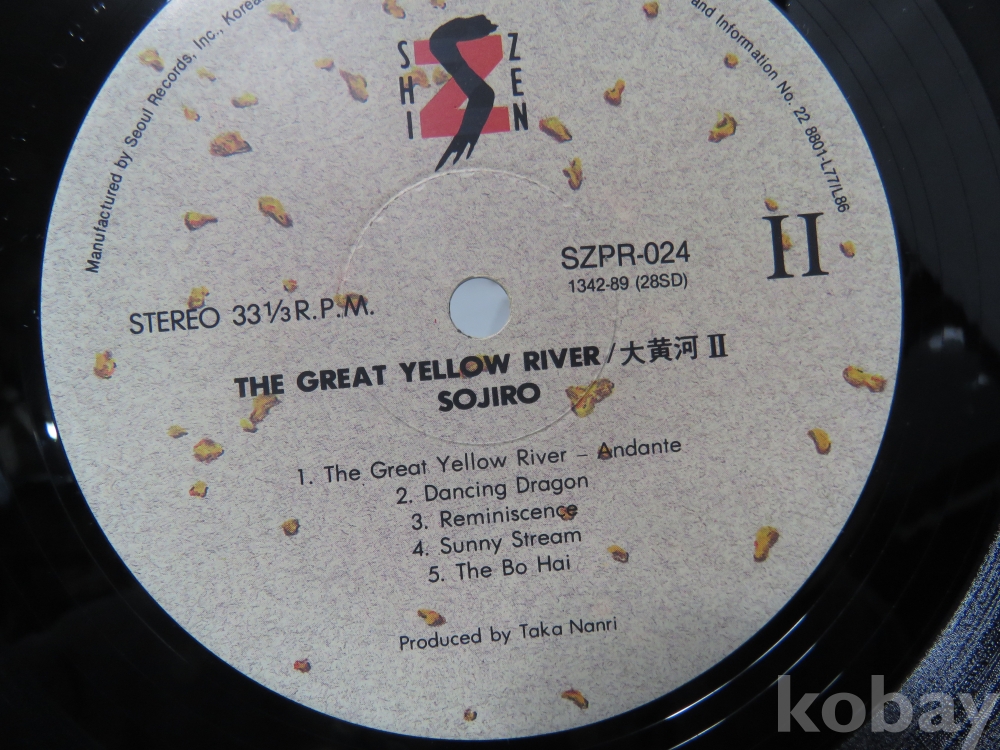 Manufactured by Seoul Records, Inc., Korea
and Information No. 22 8801-L77/L86
SHI ZEN
II
SZPR-024
1342-89 (28SD)
STEREO 33⅓ R.P.M.
THE GREAT YELLOW RIVER / 大黄河 II
SOJIRO
1. The Great Yellow River – Andante
2. Dancing Dragon
3. Reminiscence
4. Sunny Stream
5. The Bo Hai
Produced by Taka Nanri
kobay